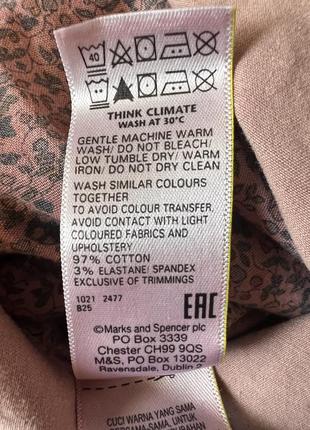 40
THINK CLIMATE
WASH AT 30°C
GENTLE MACHINE WARM
WASH/ DO NOT BLEACH/
LOW TUMBLE DRY/ WARM
IRON/ DO NOT DRY CLEAN
WASH SIMILAR COLOURS
TOGETHER
TO AVOID COLOUR TRANSFER,
AVOID CONTACT WITH LIGHT
COLOURED FABRICS AND
UPHOLSTERY
97% COTTON
3% ELASTANE/ SPANDEX
EXCLUSIVE OF TRIMMINGS
1021 2477
B25
EAC
©Marks and Spencer plc
PO Box 3339
Chester CH99 9QS
M&S, PO Box 13022
Ravensdale, Dublin 2
CUCI WARNA YANG SAMA